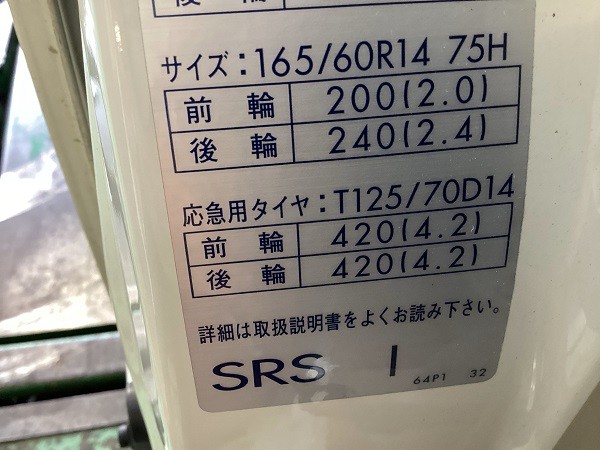 後輪
サイズ：165/60R14 75H
前輪 200(2.0)
後輪 240(2.4)
応急用タイヤ：T125/70D14
前輪 420(4.2)
後輪 420(4.2)
詳細は取扱説明書をよくお読み下さい。
SRS I 64P1 32